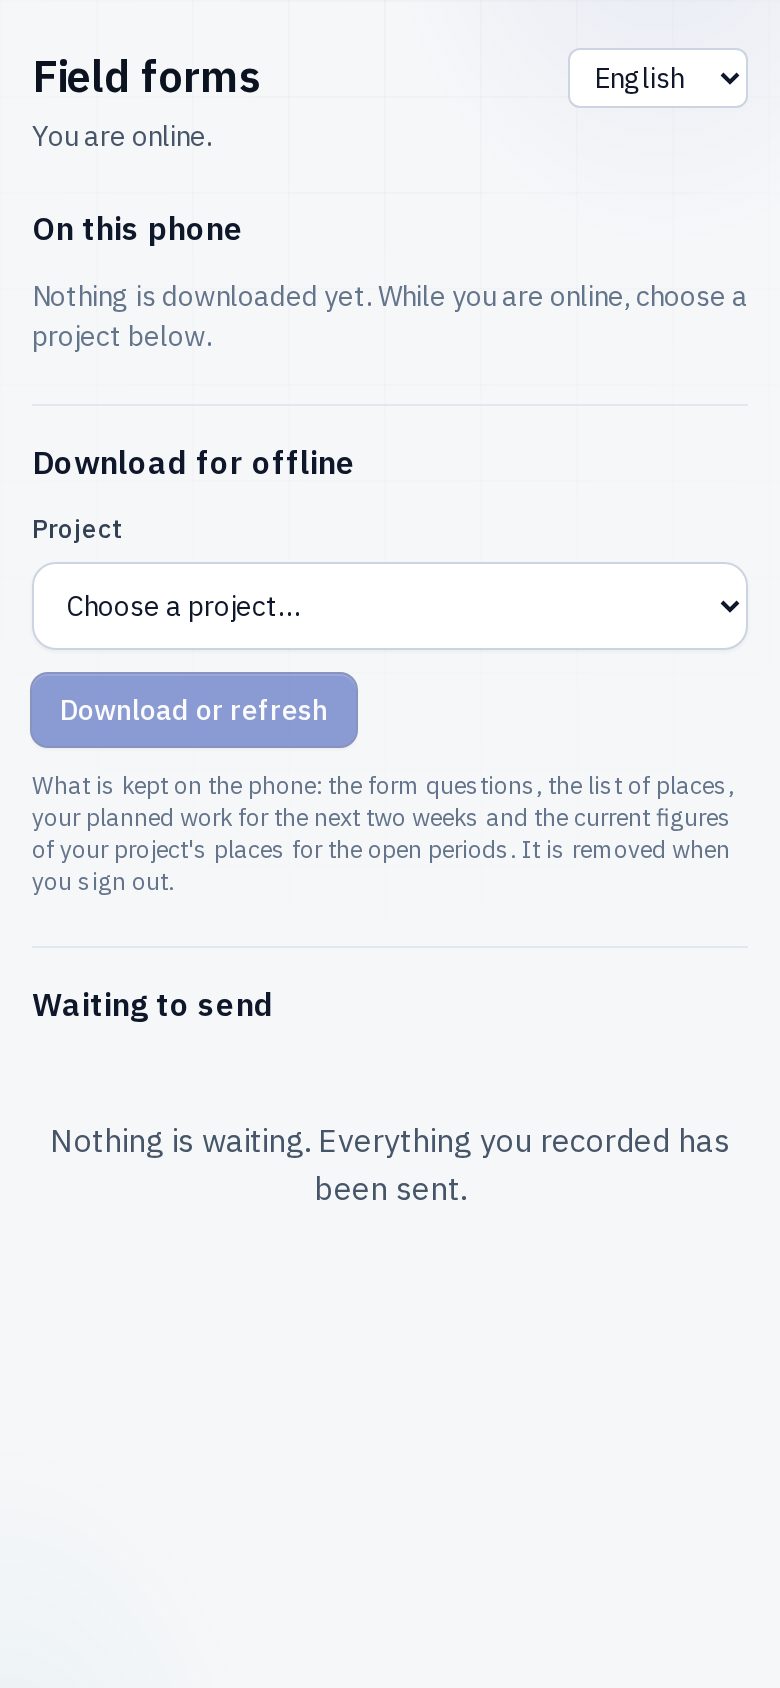 Field forms
English
You are online.
On this phone
Nothing is downloaded yet. While you are online, choose a
project below.
Download for offline
Project
Choose a project...
Download or refresh
What is kept on the phone: the form questions, the list of places,
your planned work for the next two weeks and the current figures
of your project's places for the open periods. It is removed when
you sign out.
Waiting to send
Nothing is waiting. Everything you recorded has
been sent.